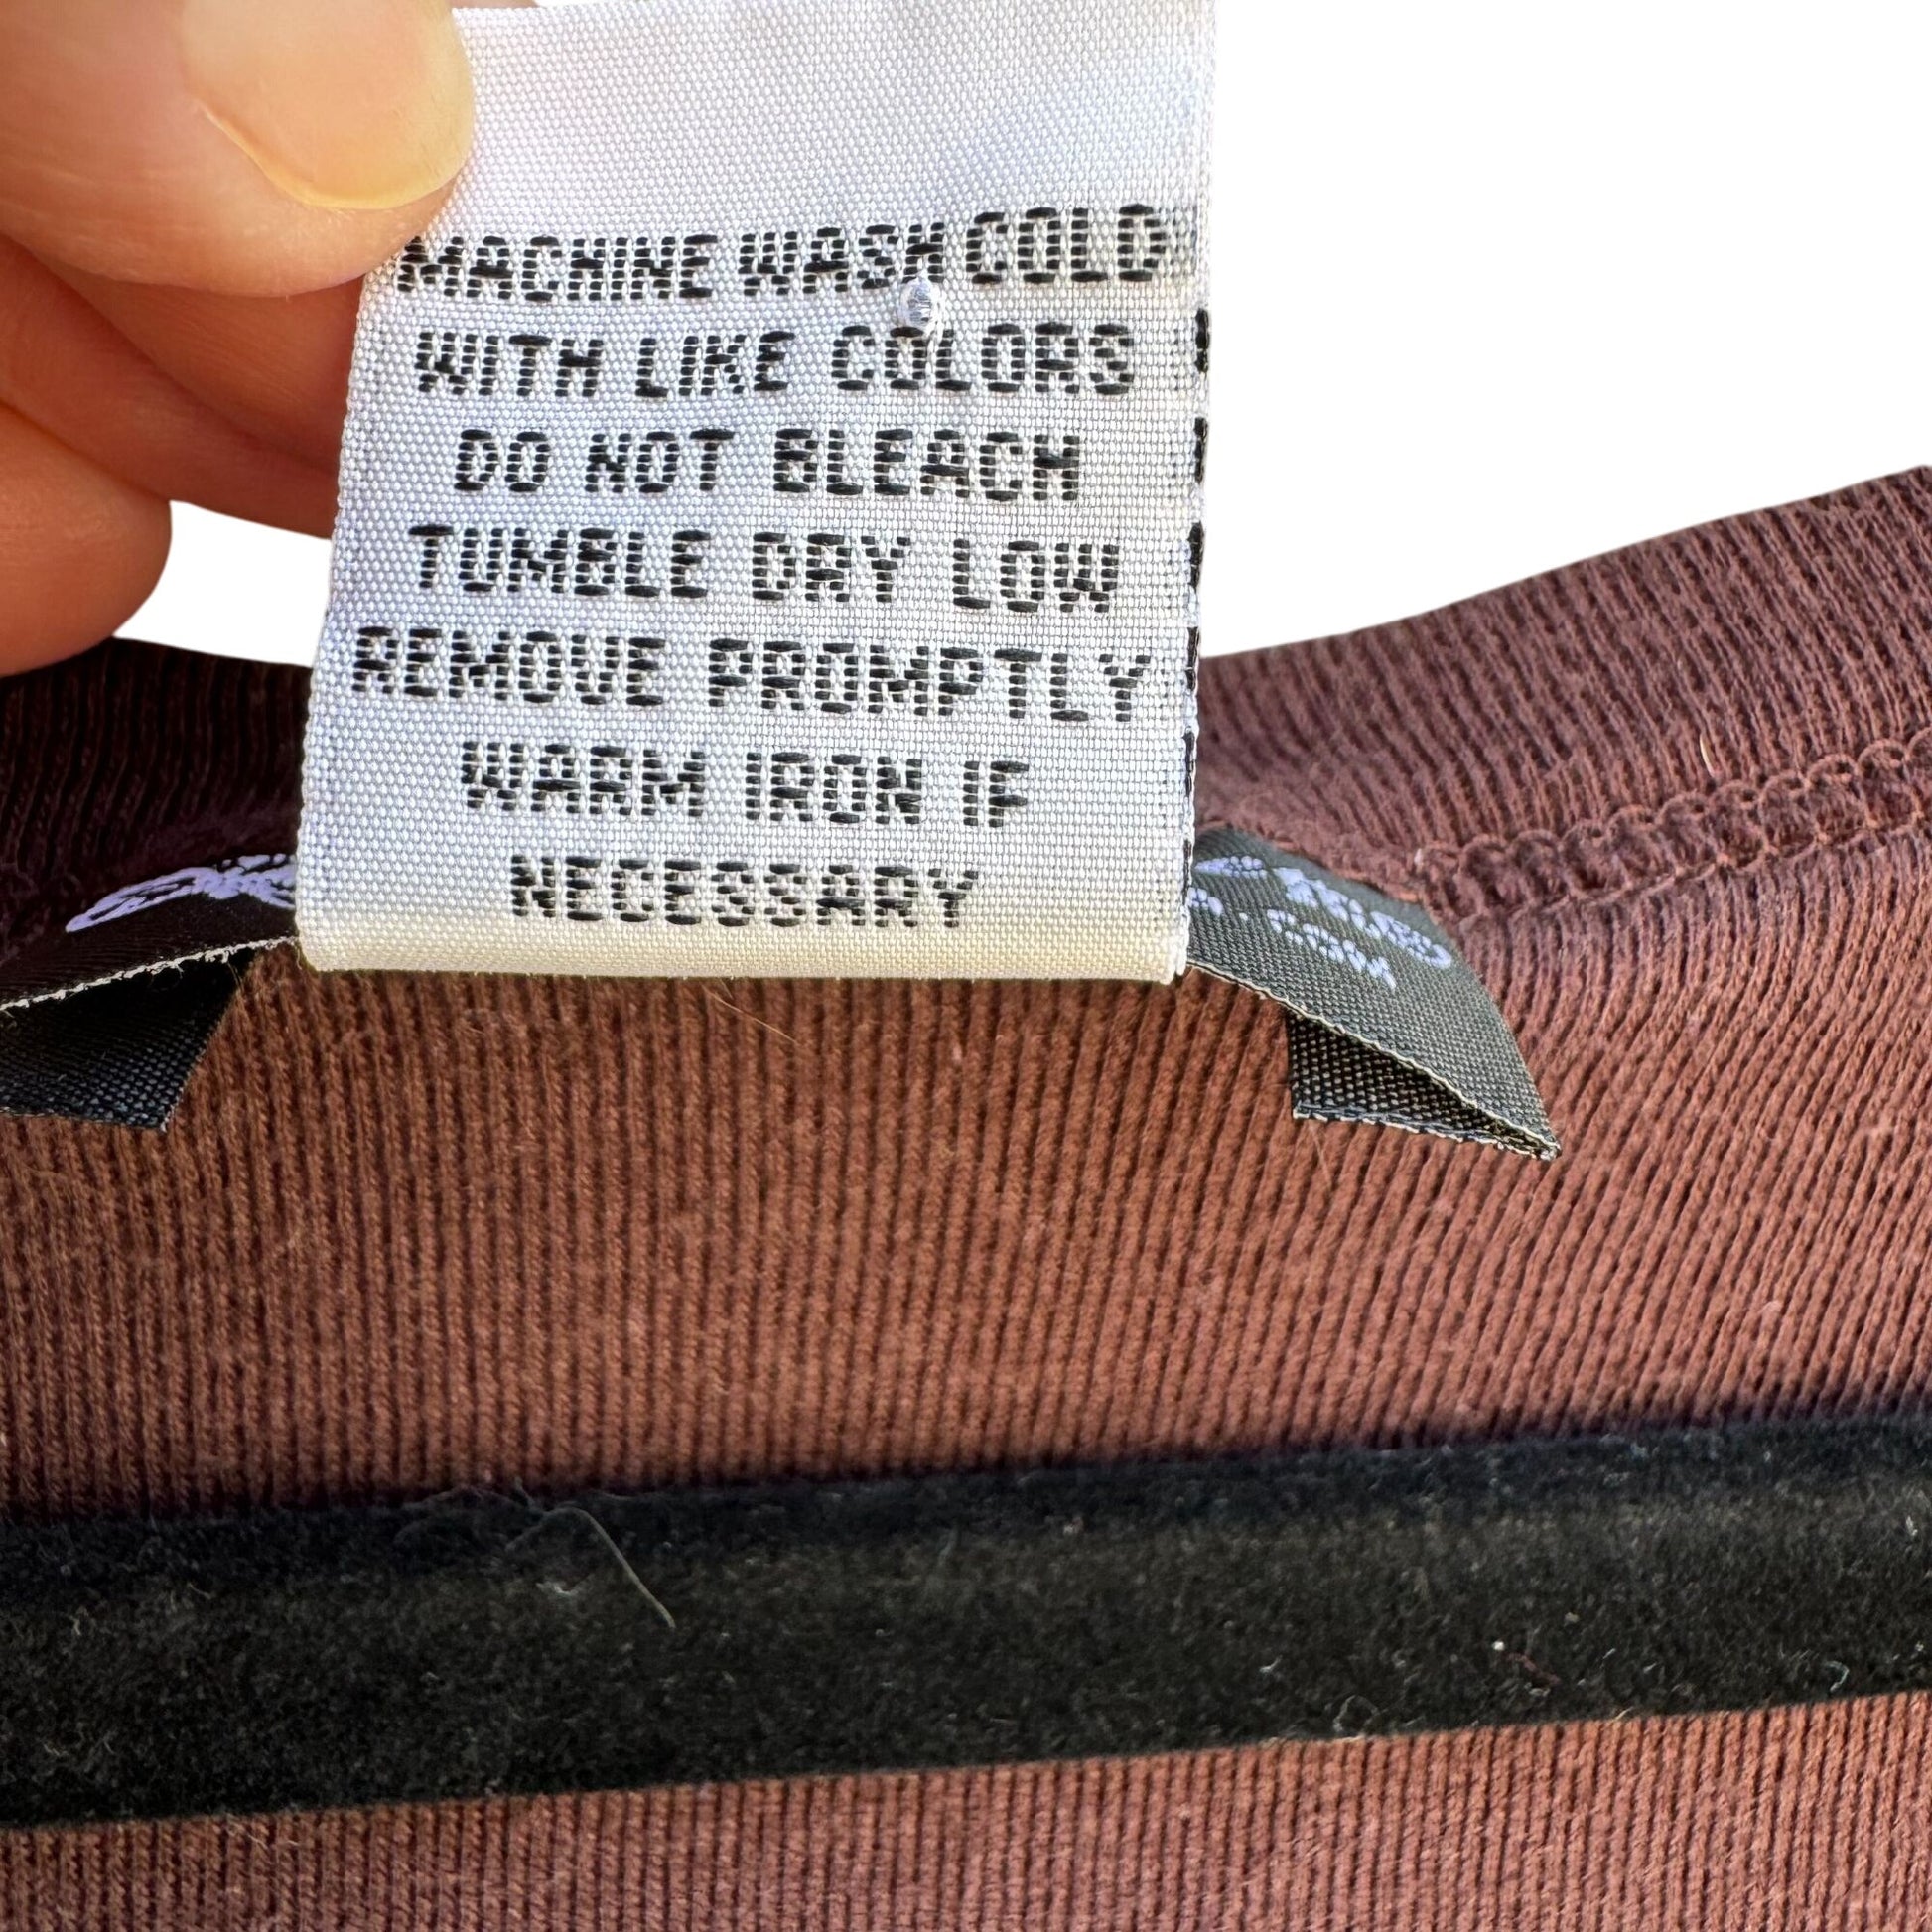 MACHINE WASH COLD
WITH LIKE COLORS
DO NOT BLEACH
TUMBLE DRY LOW
REMOVE PROMPTLY
WARM IRON IF
NECESSARY